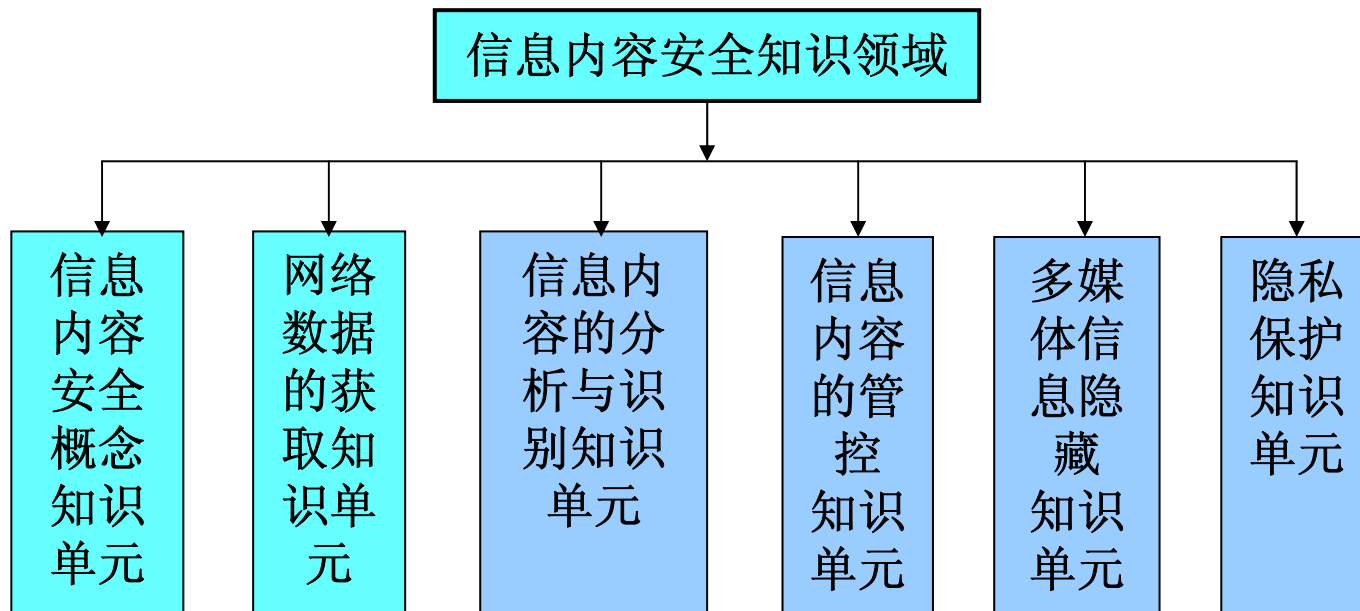 信息内容安全知识领域
信息
内容
安全
概念
知识
单元
网络
数据
的获
取知
识单
元
信息内
容的分
析与识
别知识
单元
信息
内容
的管
控
知识
单元
多媒
体信
息隐
藏
知识
单元
隐私
保护
知识
单元